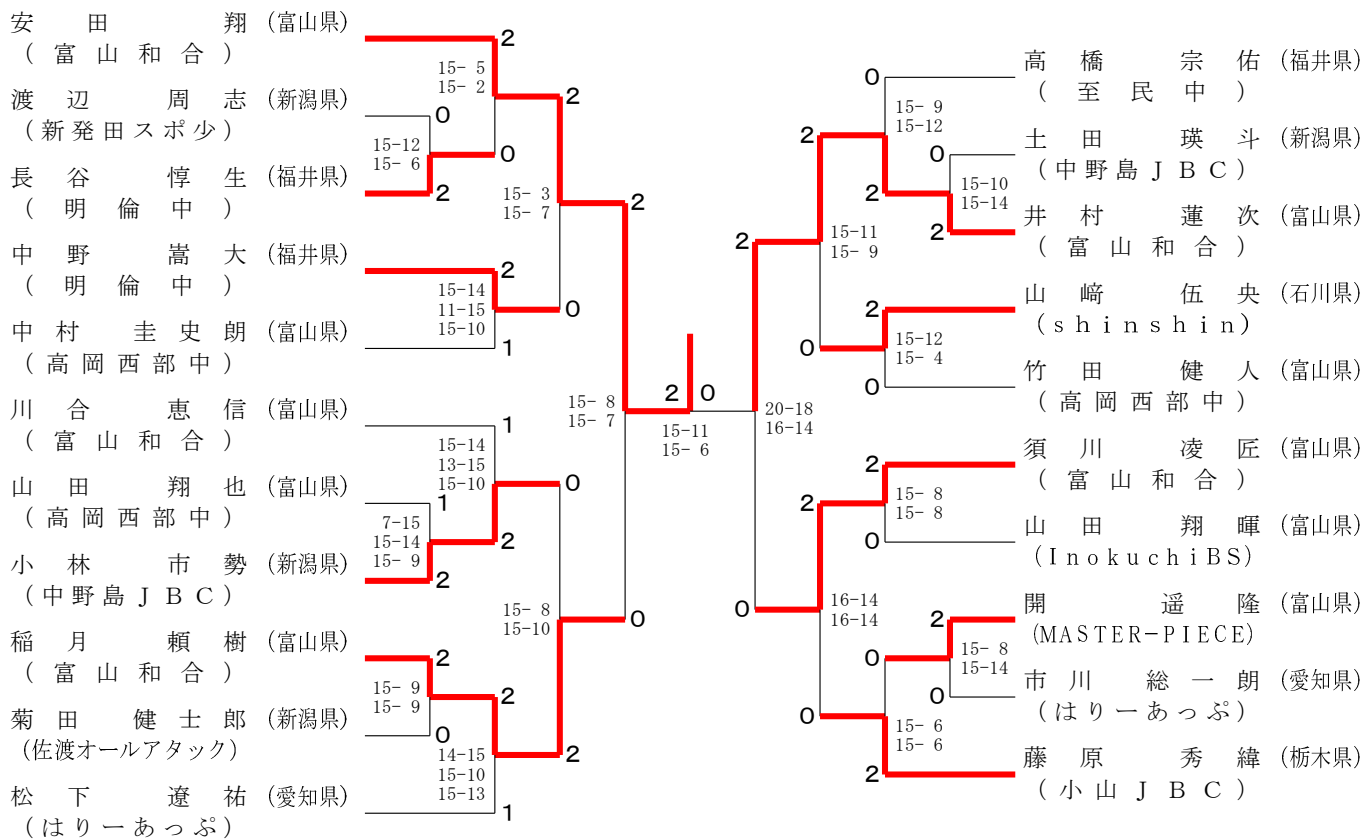 安田 翔 (富山県)
(富山和合)
渡辺 周志 (新潟県)
(新発田スポ少)
長谷 惇生 (福井県)
(明倫中)
中野 嵩大 (福井県)
(明倫中)
中村 圭史朗 (富山県)
(高岡西部中)
川合 恵信 (富山県)
(富山和合)
山田 翔也 (富山県)
(高岡西部中)
小林 市勢 (新潟県)
(中野島JBC)
稲月 頼樹 (富山県)
(富山和合)
菊田 健士郎 (新潟県)
(佐渡オールアタック)
松下 遼祐 (愛知県)
(はりーあっぷ)
2
15- 5
15- 2
0
15-12
15- 6
0
2
2
15- 3
15- 7
2
15-14
11-15
15-10
0
1
2
15- 8
15- 7
1
15-14
13-15
15-10
0
1
7-15
15-14
15- 9
2
2
15- 8
15-10
0
2
15- 9
15- 9
2
0
14-15
15-10
15-13
2
1
2 0
15-11
15- 6
2
20-18
16-14
0
2
15-11
15- 9
0
0
15- 9
15-12
2
0
15-10
15-14
2
2
15-12
15- 4
0
2
16-14
16-14
0
2
15- 8
15- 8
0
2
15- 8
15-14
0
0
15- 6
15- 6
2
高橋 宗佑 (福井県)
(至民中)
土田 瑛斗 (新潟県)
(中野島JBC)
井村 蓮次 (富山県)
(富山和合)
山﨑 伍央 (石川県)
(shinshin)
竹田 健人 (富山県)
(高岡西部中)
須川 凌匠 (富山県)
(富山和合)
山田 翔暉 (富山県)
(InokuchiBS)
開 遥隆 (富山県)
(MASTER-PIECE)
市川 総一朗 (愛知県)
(はりーあっぷ)
藤原 秀緯 (栃木県)
(小山JBC)